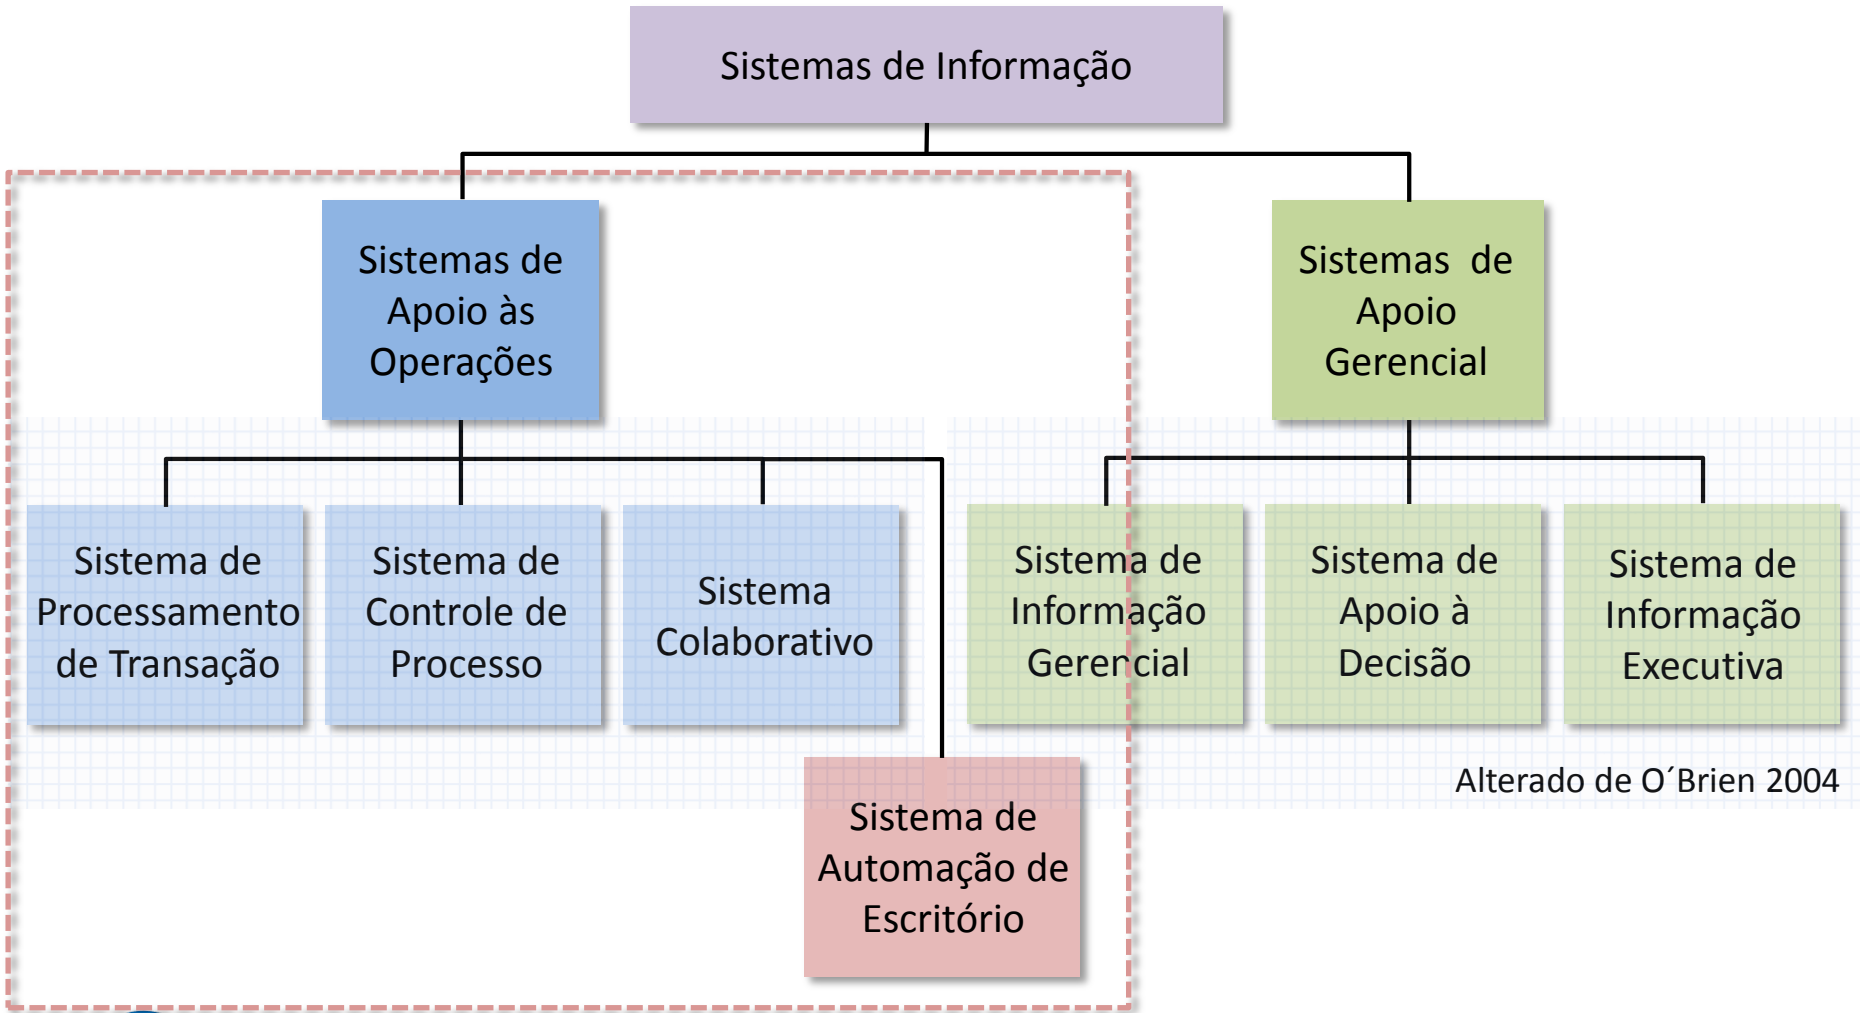 Sistemas de Informação
Sistemas de
Apoio às
Operações
Sistemas de
Apoio
Gerencial
Sistema de
Processamento
de Transação
Sistema de
Controle de
Processo
Sistema
Colaborativo
Sistema de
Informação
Gerencial
Sistema de
Apoio à
Decisão
Sistema de
Informação
Executiva
Alterado de O´Brien 2004
Sistema de
Automação de
Escritório